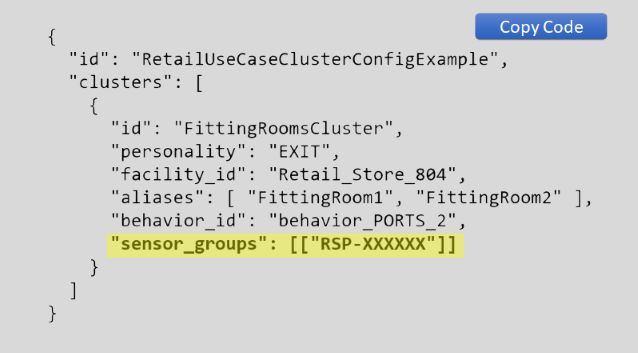 Copy Code
{
"id": "RetailUseCaseClusterConfigExample",
"clusters": [
{
"id": "FittingRoomsCluster",
"personality": "EXIT",
"facility_id": "Retail_Store_804",
"aliases": [ "FittingRoom1", "FittingRoom2" ],
"behavior_id": "behavior_PORTS_2",
"sensor_groups": [["RSP-XXXXXX"]]
}
]
}